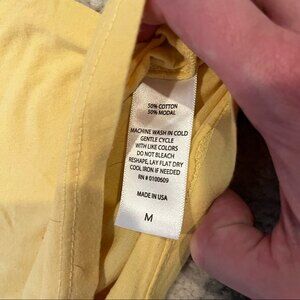 50% COTTON
50% MODAL
MACHINE WASH IN COLD
GENTLE CYCLE
WITH LIKE COLORS
DO NOT BLEACH
RESHAPE, LAY FLAT DRY
COOL IRON IF NEEDED
RN # 0100609
MADE IN USA
M